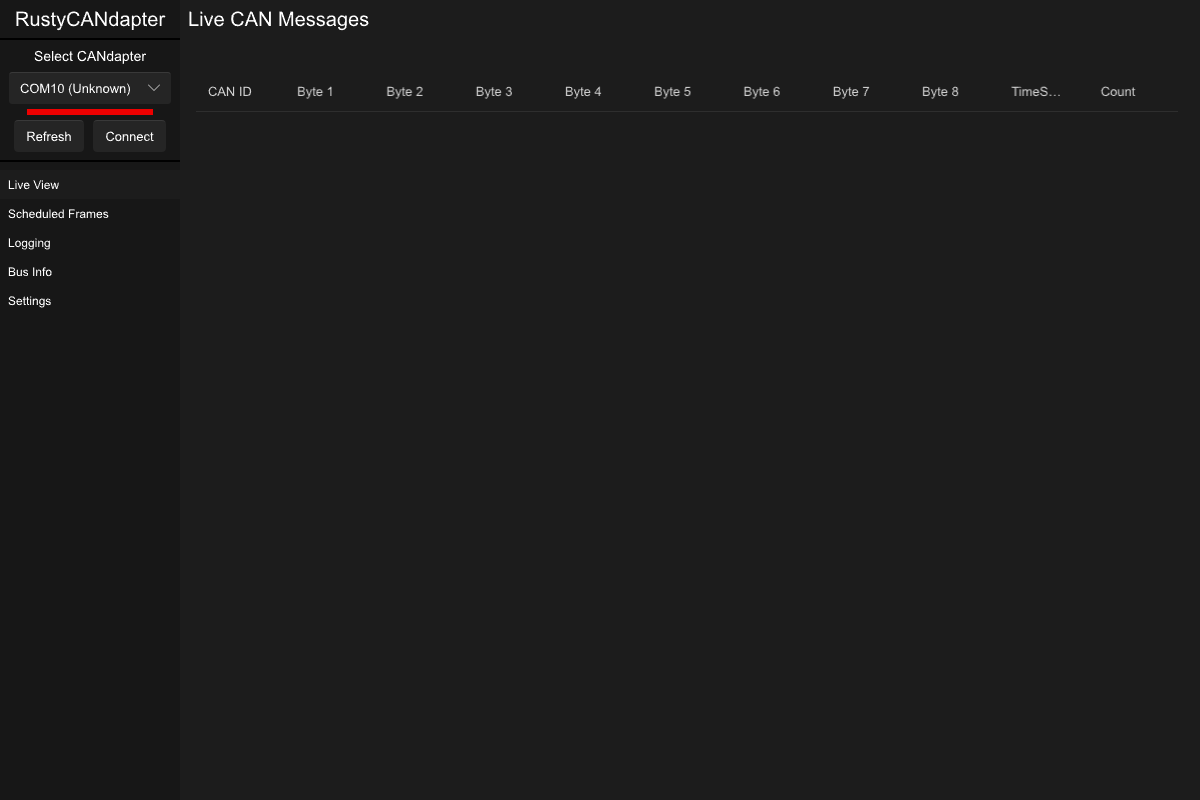 RustyCANdapter
Select CANdapter
COM10 (Unknown)
Refresh Connect
Live View
Scheduled Frames
Logging
Bus Info
Settings
Live CAN Messages
CAN ID Byte 1 Byte 2 Byte 3 Byte 4 Byte 5 Byte 6 Byte 7 Byte 8 TimeS… Count